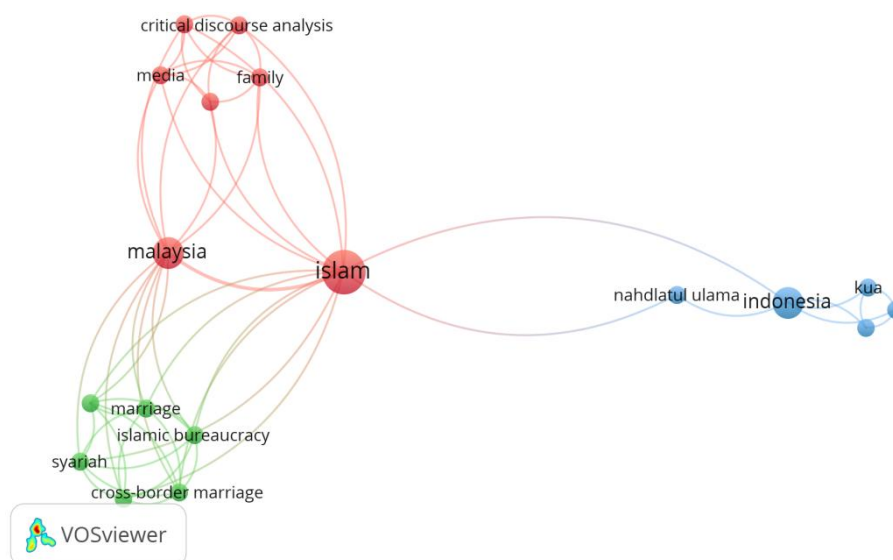 critical discourse analysis
media
family
malaysia
islam
nahdlatul ulama
indonesia
kua
marriage
islamic bureaucracy
syariah
cross-border marriage
VOSviewer